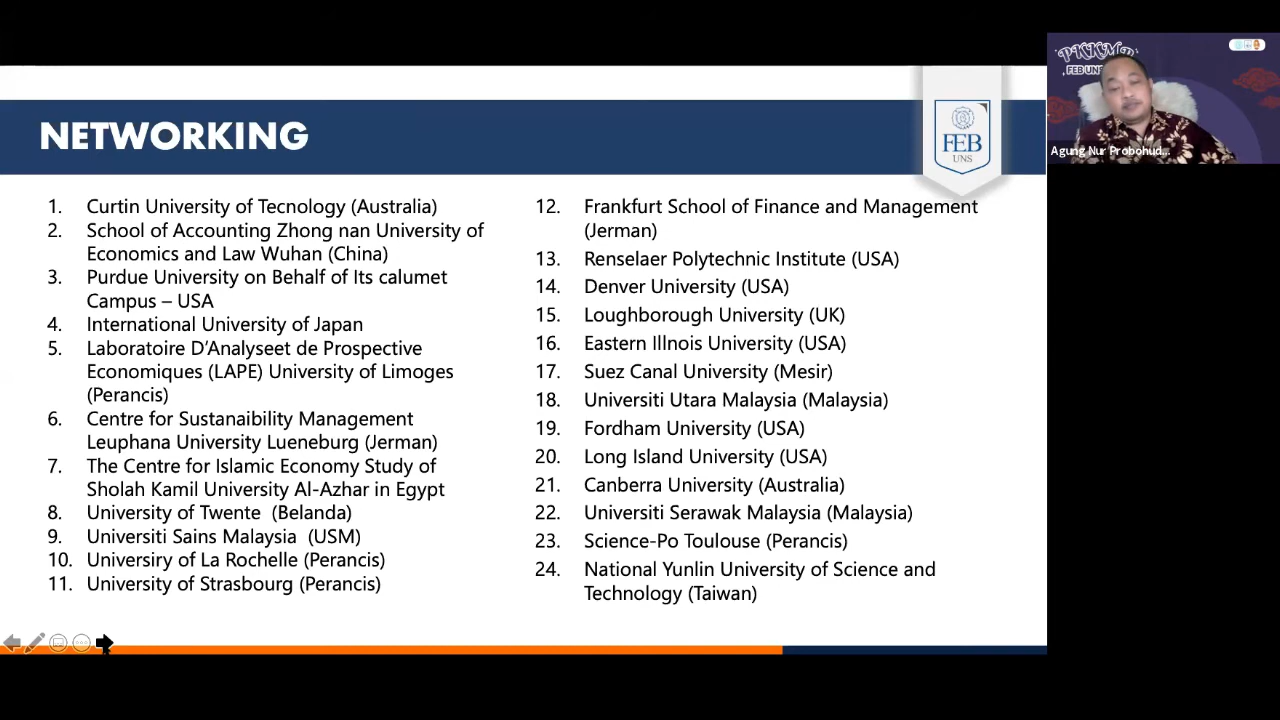 NETWORKING
FEB
UNS
1. Curtin University of Tecnology (Australia)
2. School of Accounting Zhong nan University of
Economics and Law Wuhan (China)
3. Purdue University on Behalf of Its calumet
Campus – USA
4. International University of Japan
5. Laboratoire D’Analyseet de Prospective
Economiques (LAPE) University of Limoges
(Perancis)
6. Centre for Sustanaibility Management
Leuphana University Lueneburg (Jerman)
7. The Centre for Islamic Economy Study of
Sholah Kamil University Al-Azhar in Egypt
8. University of Twente (Belanda)
9. Universiti Sains Malaysia (USM)
10. Universiry of La Rochelle (Perancis)
11. University of Strasbourg (Perancis)
12. Frankfurt School of Finance and Management
(Jerman)
13. Renselaer Polytechnic Institute (USA)
14. Denver University (USA)
15. Loughborough University (UK)
16. Eastern Illnois University (USA)
17. Suez Canal University (Mesir)
18. Universiti Utara Malaysia (Malaysia)
19. Fordham University (USA)
20. Long Island University (USA)
21. Canberra University (Australia)
22. Universiti Serawak Malaysia (Malaysia)
23. Science-Po Toulouse (Perancis)
24. National Yunlin University of Science and
Technology (Taiwan)
PKKMB
FEB UNS
Agung Nur Probohud...